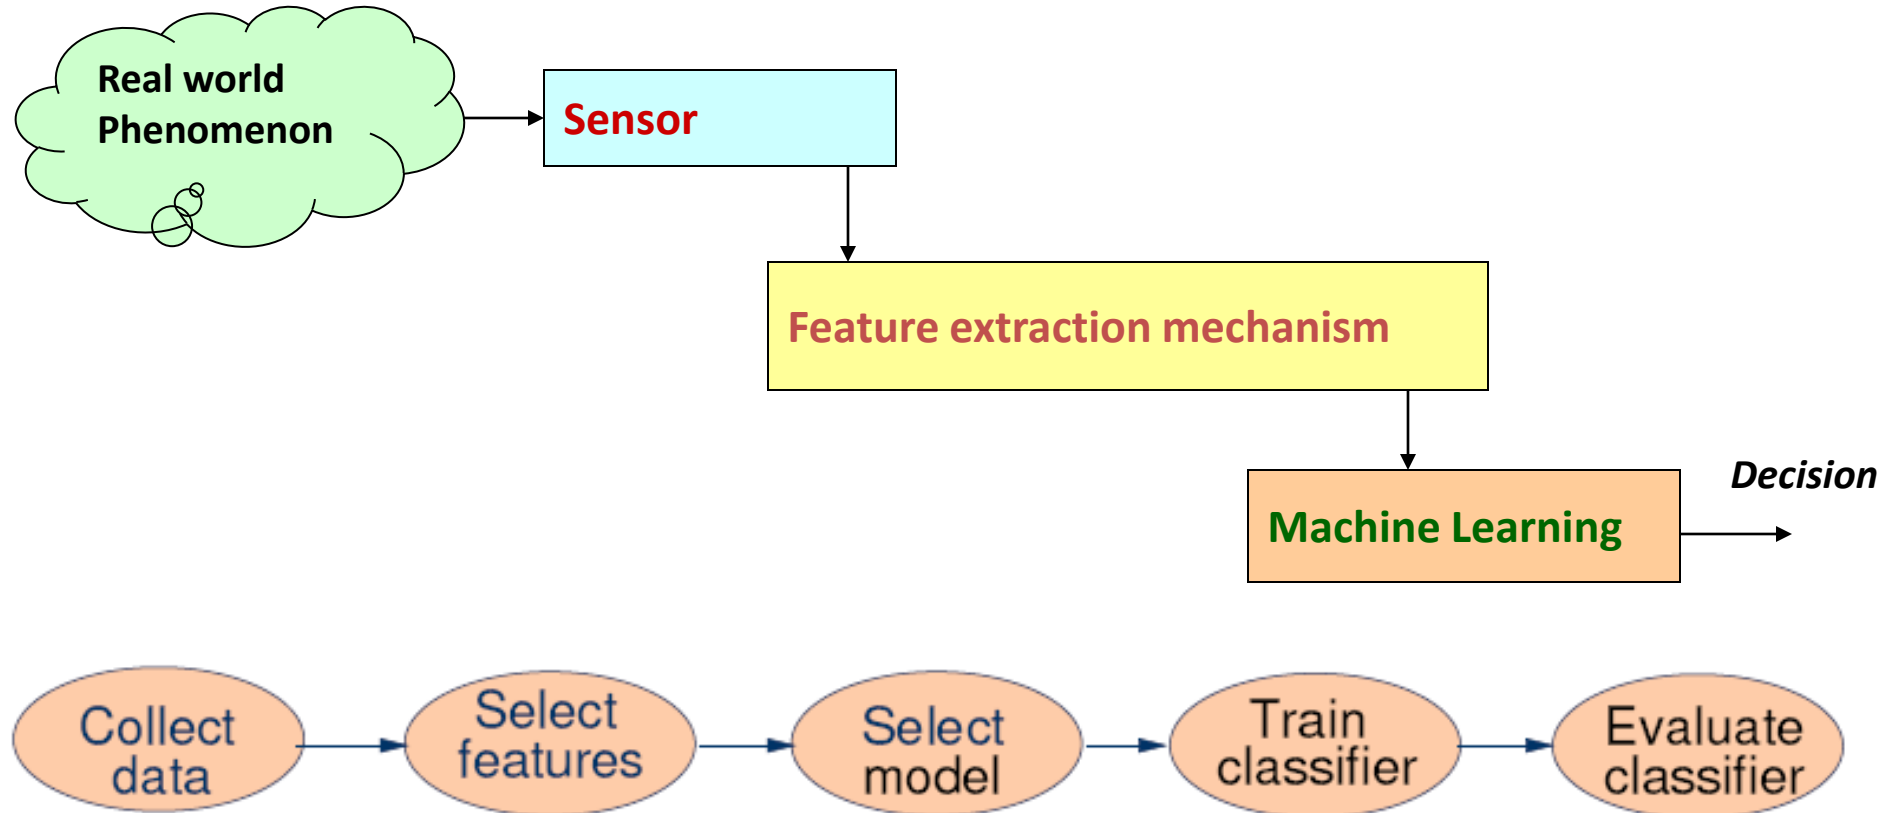 Real world
Phenomenon
Sensor
Feature extraction mechanism
Decision
Machine Learning
Collect
data
Select
features
Select
model
Train
classifier
Evaluate
classifier